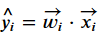 ŷᵢ = w⃗ᵢ · x⃗ᵢ